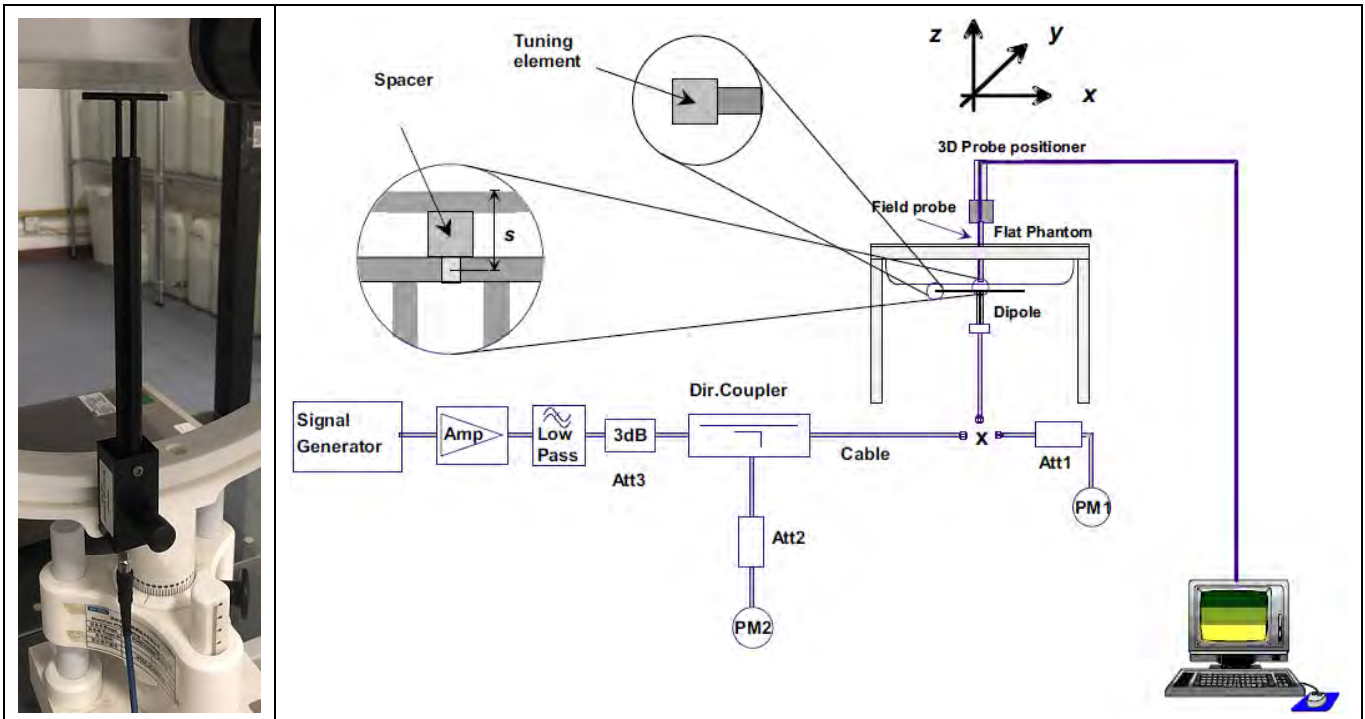 Tuning
element
Spacer
s
z
y
x
3D Probe positioner
Field probe
Flat Phantom
Dipole
Dir.Coupler
Signal
Generator
Amp
Low
Pass
3dB
Att3
Cable
x
Att1
PM1
Att2
PM2